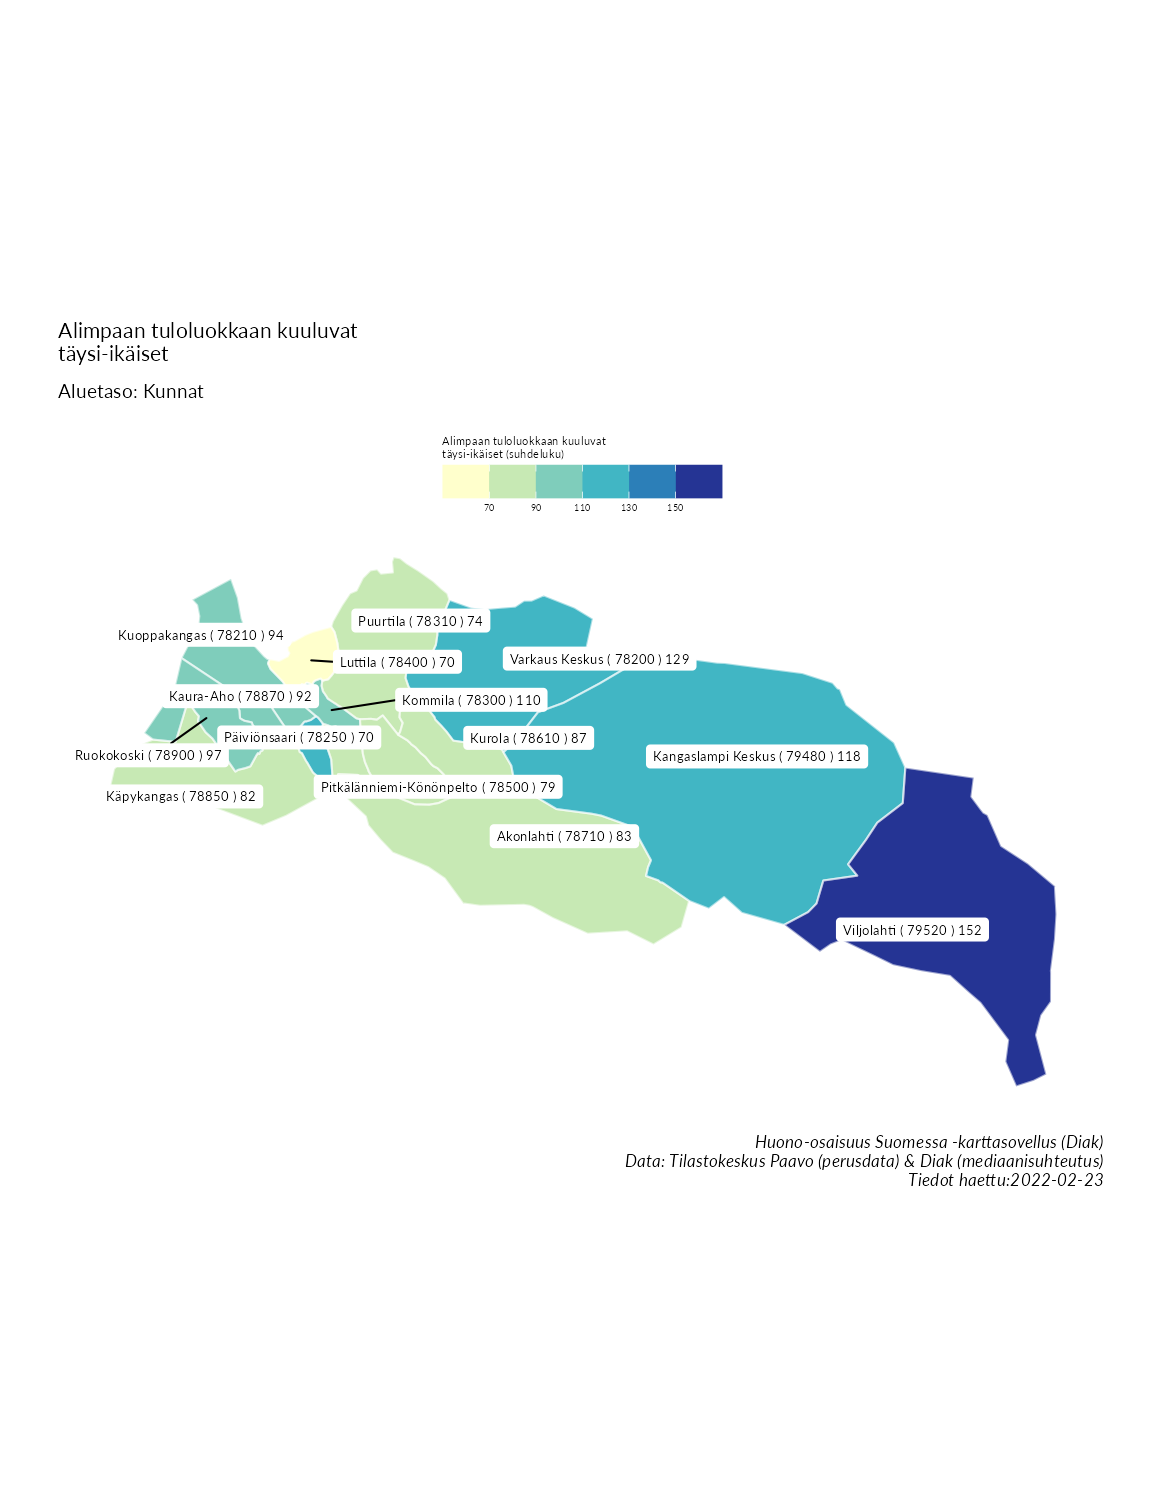 Alimpaan tuloluokkaan kuuluvat
täysi-ikäiset
Aluetaso: Kunnat
Alimpaan tuloluokkaan kuuluvat
täysi-ikäiset (suhdeluku)
70 90 110 130 150
Puurtila ( 78310 ) 74
Kuoppakangas ( 78210 ) 94
Luttila ( 78400 ) 70
Varkaus Keskus ( 78200 ) 129
Kaura-Aho ( 78870 ) 92
Kommila ( 78300 ) 110
Päiviönsaari ( 78250 ) 70
Kurola ( 78610 ) 87
Ruokokoski ( 78900 ) 97
Kangaslampi Keskus ( 79480 ) 118
Pitkälänniemi-Könönpelto ( 78500 ) 79
Käpykangas ( 78850 ) 82
Akonlahti ( 78710 ) 83
Viljolahti ( 79520 ) 152
Huono-osaisuus Suomessa -karttasovellus (Diak)
Data: Tilastokeskus Paavo (perusdata) & Diak (mediaanisuhteutus)
Tiedot haettu:2022-02-23